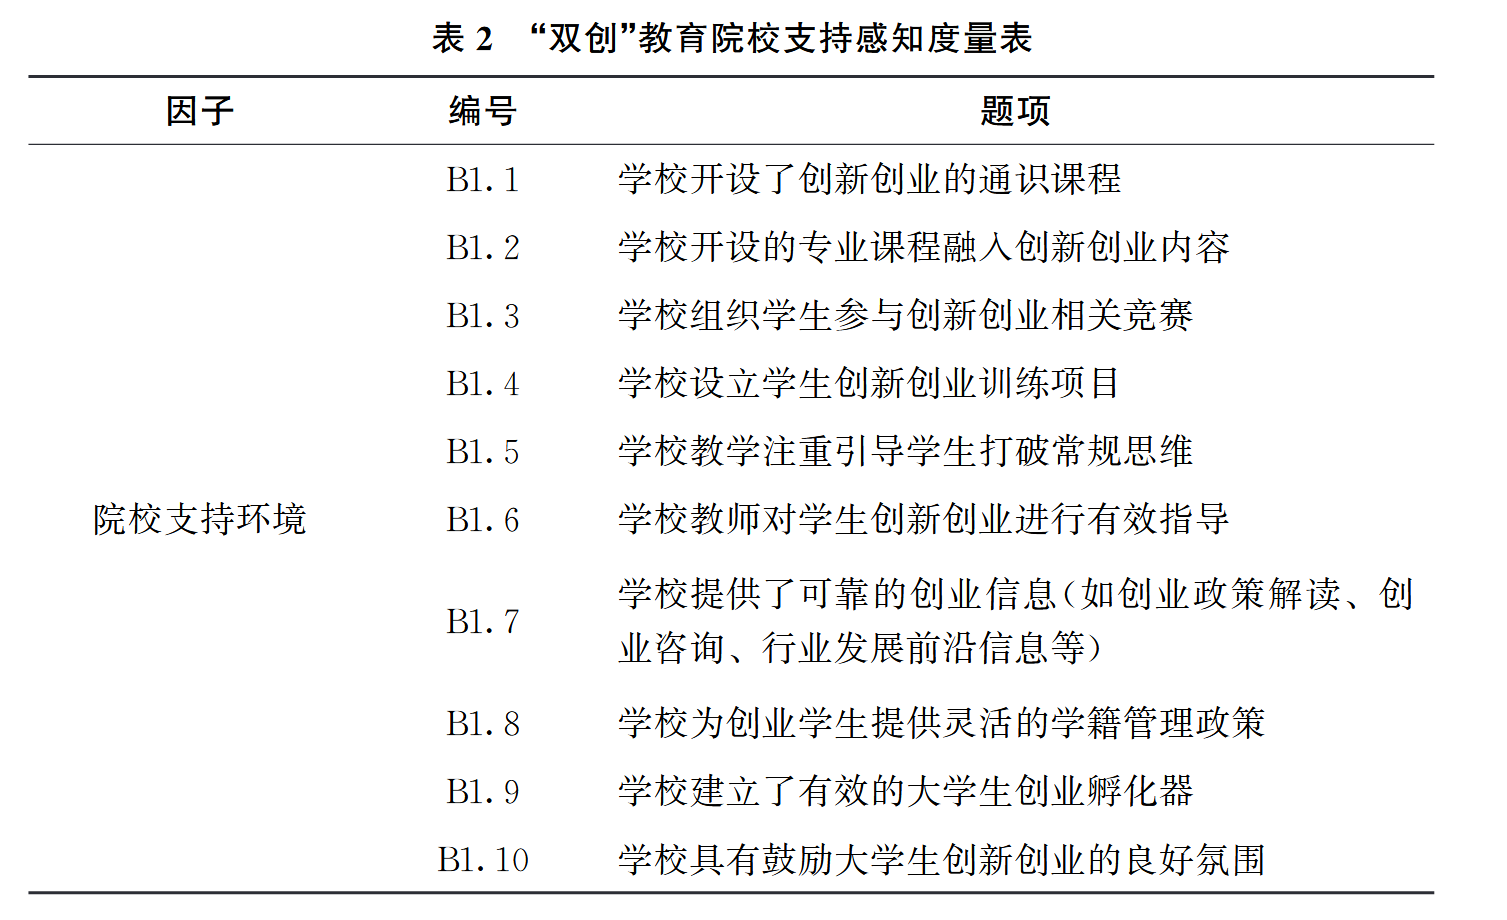 表 2 “双创”教育院校支持感知度量表
因子 编号 题项
B1.1 学校开设了创新创业的通识课程
B1.2 学校开设的专业课程融入创新创业内容
B1.3 学校组织学生参与创新创业相关竞赛
B1.4 学校设立学生创新创业训练项目
B1.5 学校教学注重引导学生打破常规思维
院校支持环境 B1.6 学校教师对学生创新创业进行有效指导
B1.7 学校提供了可靠的创业信息(如创业政策解读、创
业咨询、行业发展前沿信息等)
B1.8 学校为创业学生提供灵活的学籍管理政策
B1.9 学校建立了有效的大学生创业孵化器
B1.10 学校具有鼓励大学生创新创业的良好氛围